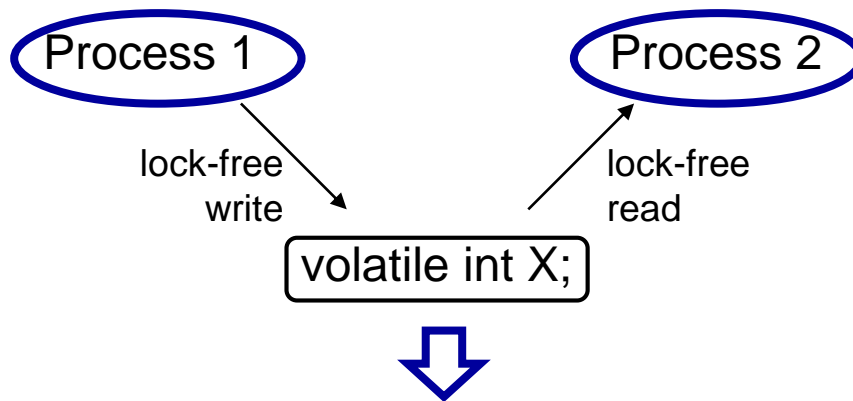 Process 1
Process 2
lock-free
write
lock-free
read
volatile int X;